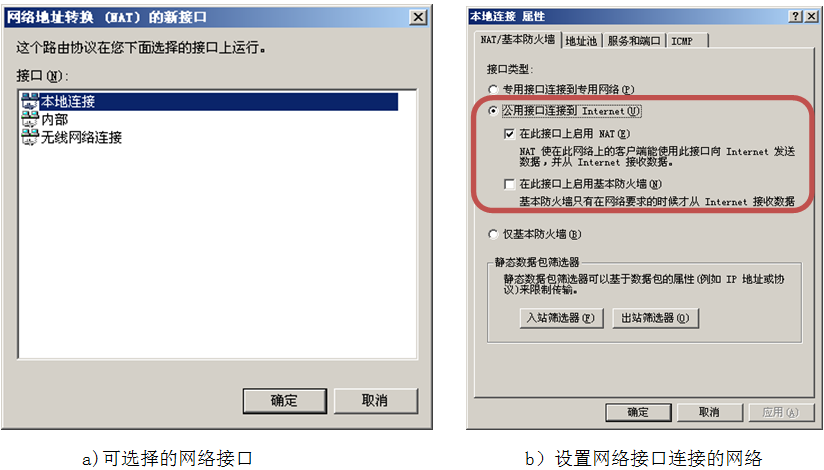 网络地址转换 (NAT) 的新接口
这个路由协议在您下面选择的接口上运行。
接口(N):
本地连接
内部
无线网络连接
确定 取消
a)可选择的网络接口
本地连接 属性
NAT/基本防火墙 地址池 服务和端口 ICMP
接口类型:
专用接口连接到专用网络(P)
公用接口连接到 Internet(U)
在此接口上启用 NAT(E)
NAT 使在此网络上的客户端能使用此接口向 Internet 发送
数据,并从 Internet 接收数据。
在此接口上启用基本防火墙(N)
基本防火墙只有在网络要求的时候才从 Internet 接收数据
仅基本防火墙(B)
静态数据包筛选器
静态数据包筛选器可以基于数据包的属性(例如 IP 地址或协
议)来限制传输。
入站筛选器(F) 出站筛选器(O)
确定 取消 应用(A)
b) 设置网络接口连接的网络